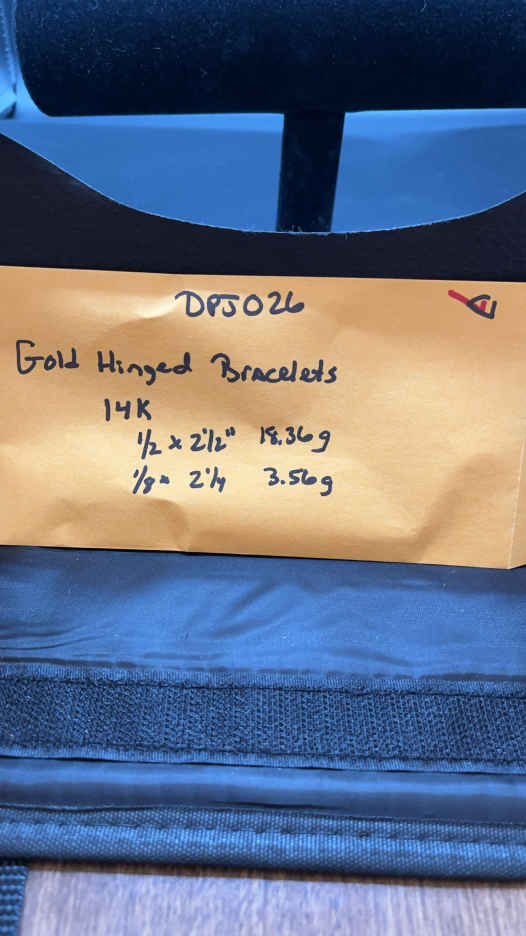 DPJ026
Gold Hinged Bracelets
14K
1/2 x 2 1/2" 18.36g
1/8 x 2 1/4 3.56g